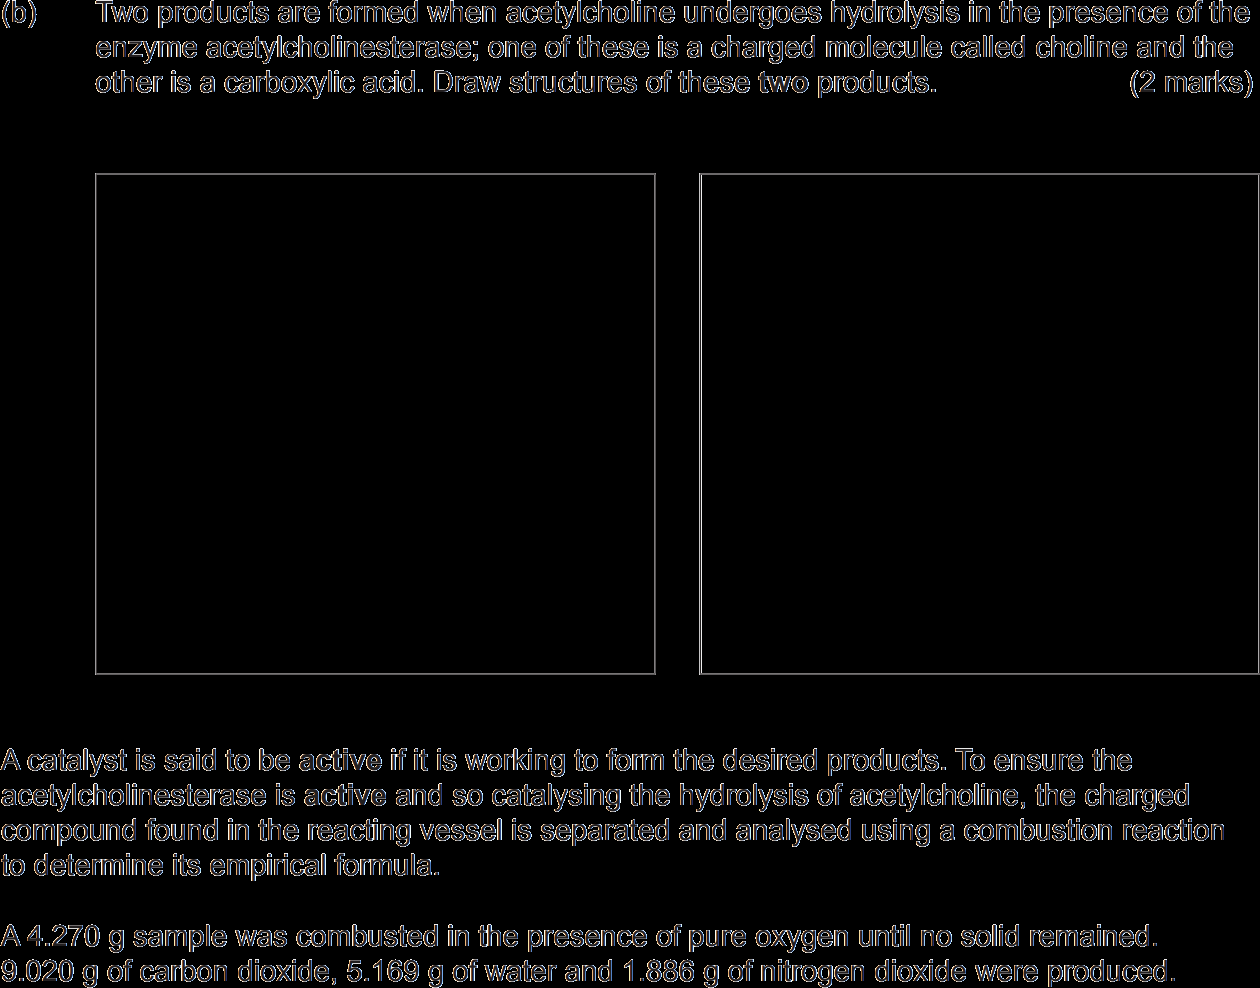 (b) Two products are formed when acetylcholine undergoes hydrolysis in the presence of the
enzyme acetylcholinesterase; one of these is a charged molecule called choline and the
other is a carboxylic acid. Draw structures of these two products. (2 marks)
A catalyst is said to be active if it is working to form the desired products. To ensure the
acetylcholinesterase is active and so catalysing the hydrolysis of acetylcholine, the charged
compound found in the reacting vessel is separated and analysed using a combustion reaction
to determine its empirical formula.
A 4.270 g sample was combusted in the presence of pure oxygen until no solid remained.
9.020 g of carbon dioxide, 5.169 g of water and 1.886 g of nitrogen dioxide were produced.